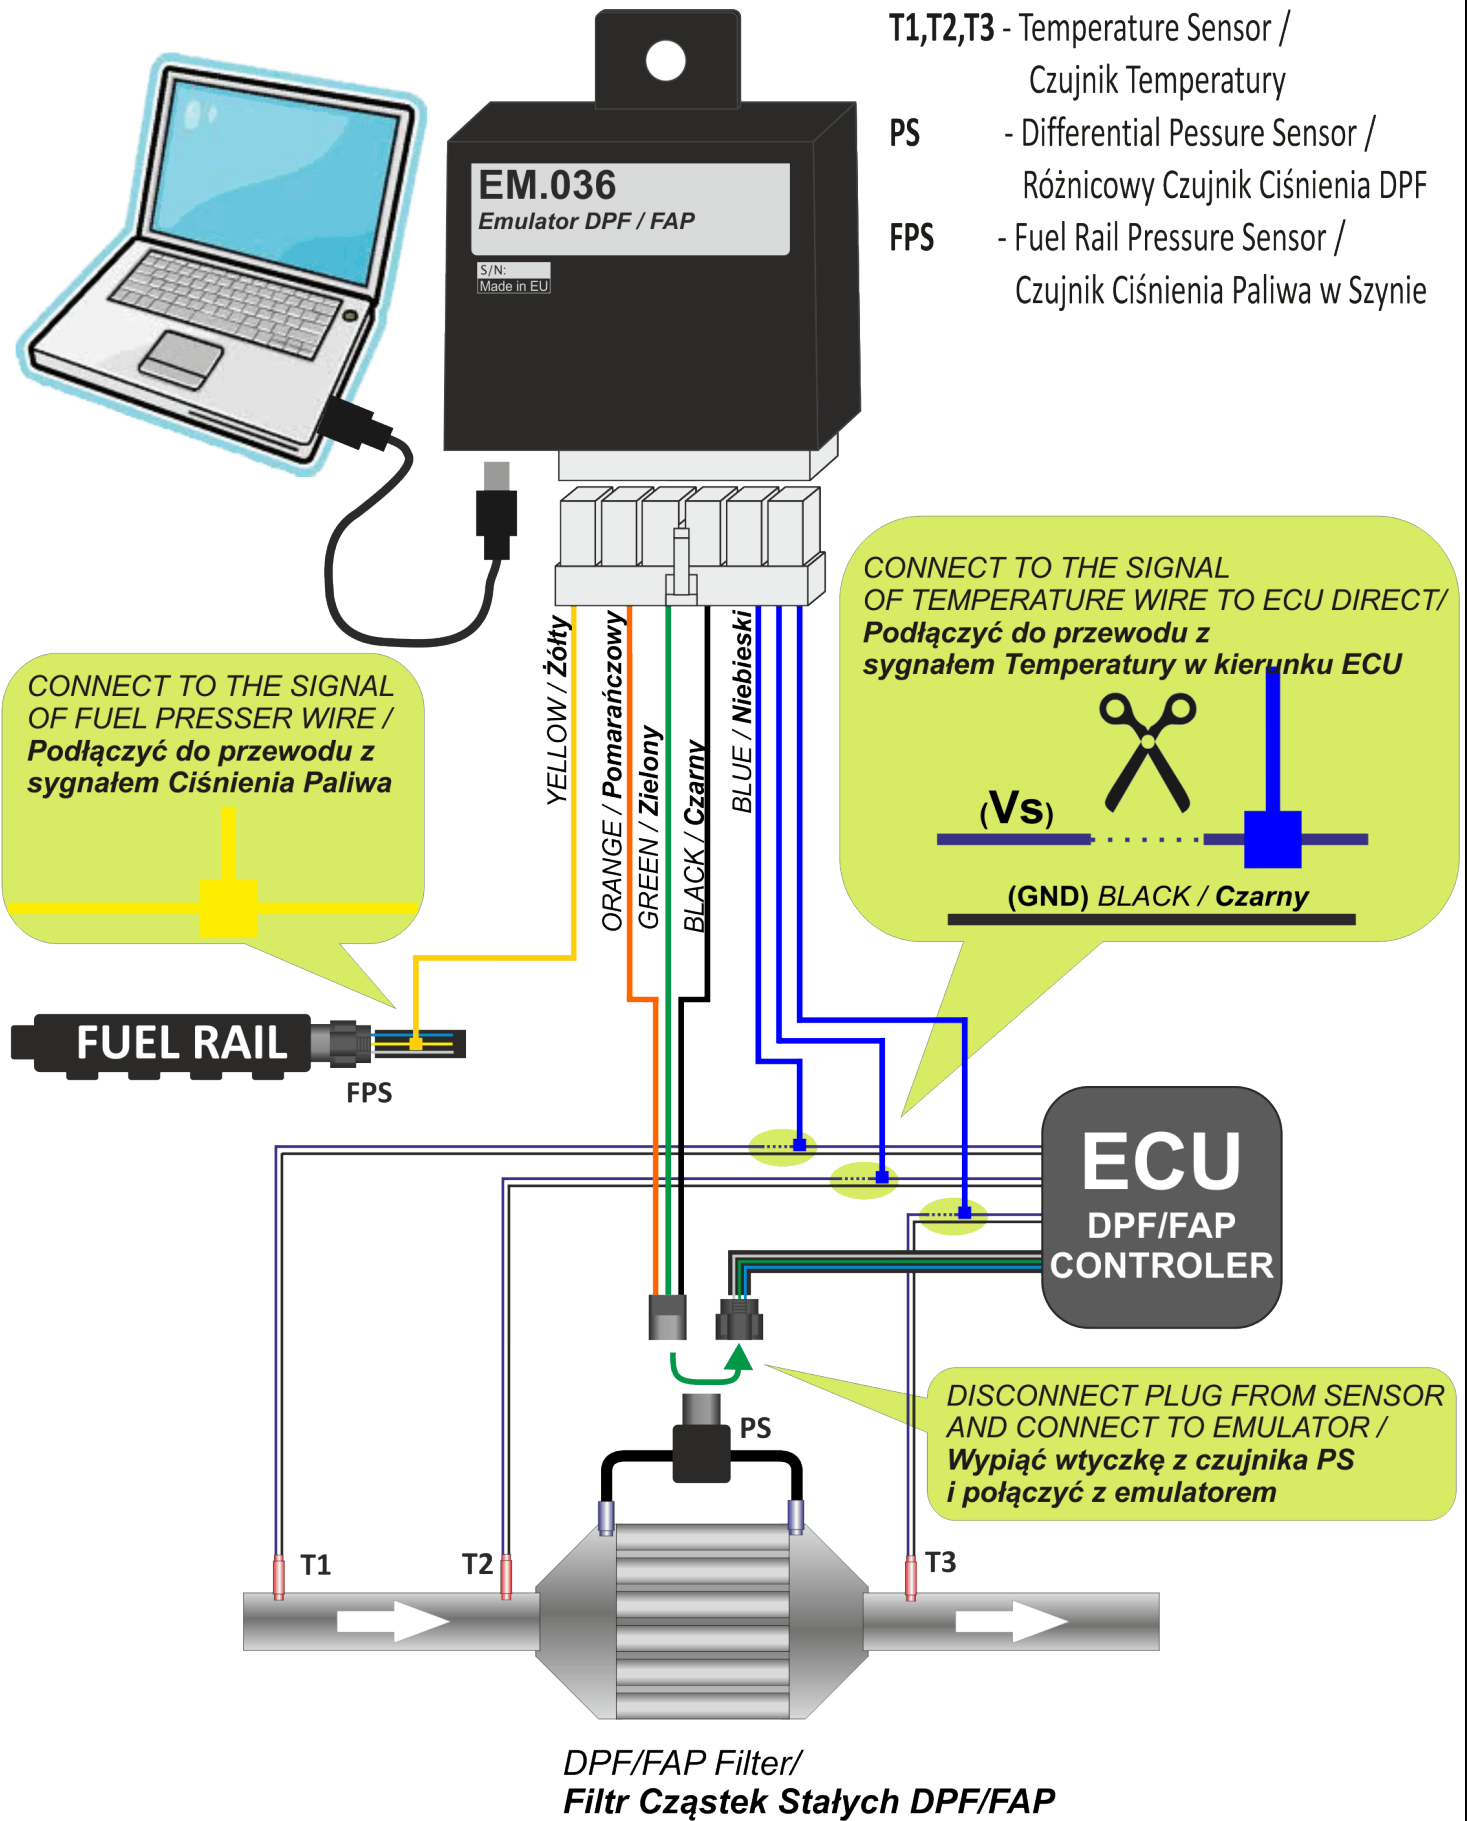 T1,T2,T3 - Temperature Sensor /
Czujnik Temperatury
PS - Differential Pessure Sensor /
Różnicowy Czujnik Ciśnienia DPF
FPS - Fuel Rail Pressure Sensor /
Czujnik Ciśnienia Paliwa w Szynie
EM.036
Emulator DPF / FAP
S/N:
Made in EU
CONNECT TO THE SIGNAL
OF TEMPERATURE WIRE TO ECU DIRECT/
Podłączyć do przewodu z
sygnałem Temperatury w kierunku ECU
(Vs)
(GND) BLACK / Czarny
CONNECT TO THE SIGNAL
OF FUEL PRESSER WIRE /
Podłączyć do przewodu z
sygnałem Ciśnienia Paliwa
YELLOW / Żółty
ORANGE / Pomarańczowy
GREEN / Zielony
BLACK / Czarny
BLUE / Niebieski
FUEL RAIL
FPS
ECU
DPF/FAP
CONTROLER
DISCONNECT PLUG FROM SENSOR
AND CONNECT TO EMULATOR /
Wypiąć wtyczkę z czujnika PS
i połączyć z emulatorem
PS
T1
T2
T3
DPF/FAP Filter/
Filtr Cząstek Stałych DPF/FAP